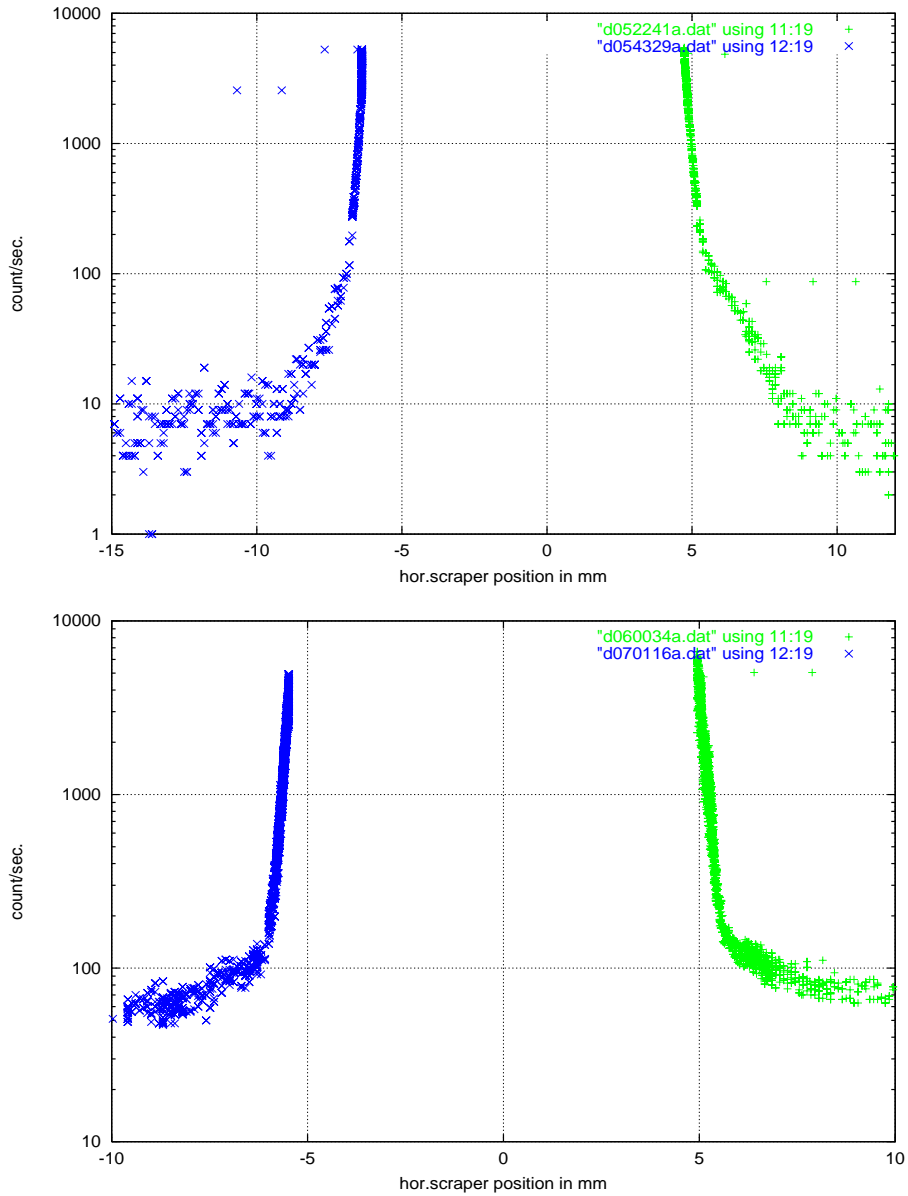 10000
"d052241a.dat" using 11:19
"d054329a.dat" using 12:19
1000
count/sec.
100
10
1
-15 -10 -5 0 5 10
hor.scraper position in mm
10000
"d060034a.dat" using 11:19
"d070116a.dat" using 12:19
1000
count/sec.
100
10
-10 -5 0 5 10
hor.scraper position in mm